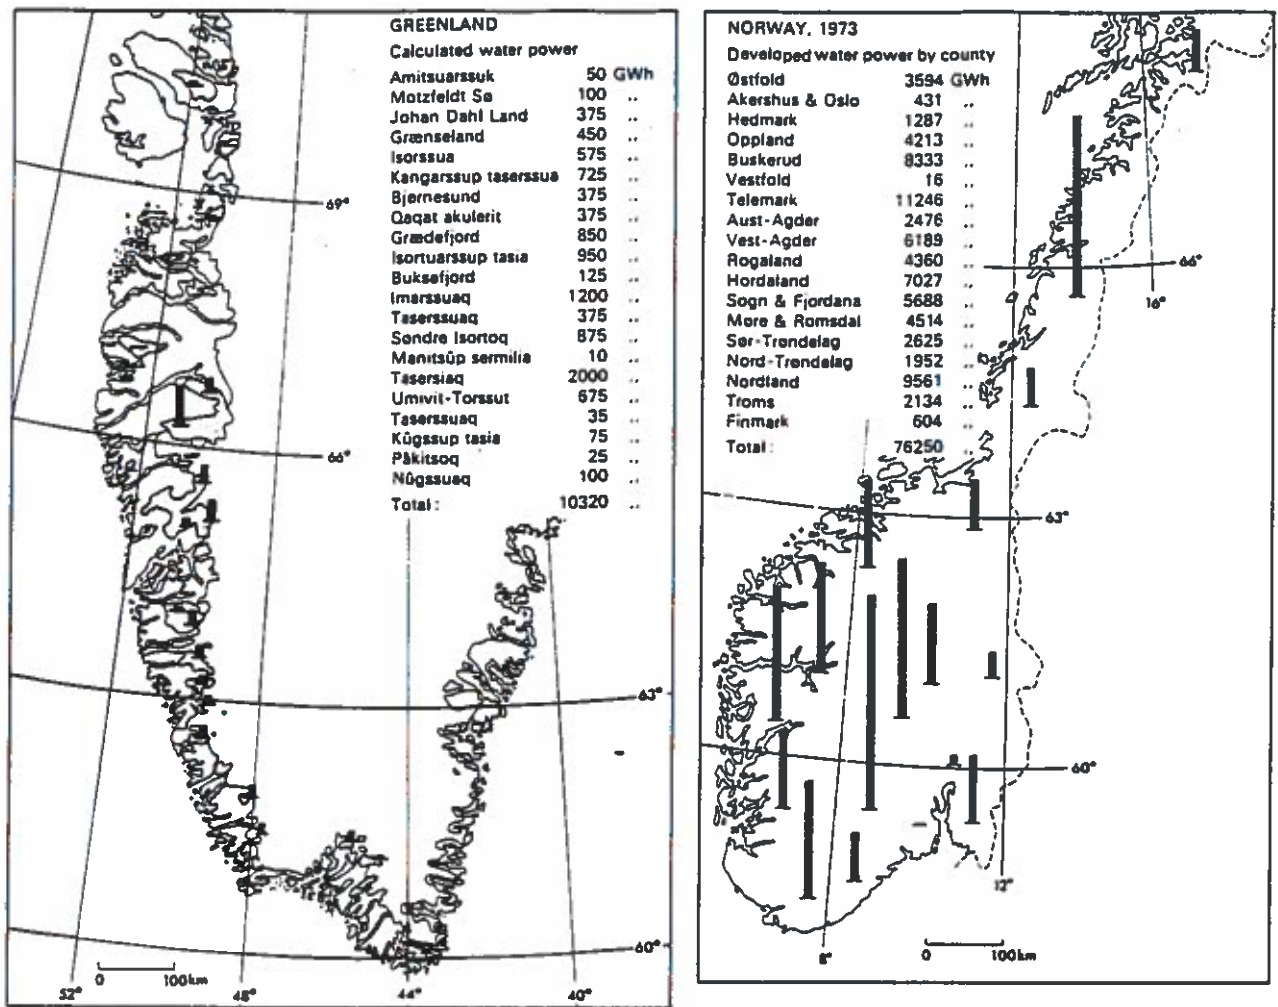 GREENLAND
Calculated water power
Amitsuarssuk 50 GWh
Motzfeldt Sø 100 ..
Johan Dahl Land 375 ..
Grænseland 450 ..
Isorssua 575 ..
Kangarssup taserssua 725 ..
Bjørnesund 375 ..
Qaqat akulerit 375 ..
Grædefjord 850 ..
Isortuarssup tasia 950 ..
Buksefjord 125 ..
Imarssuaq 1200 ..
Taserssuaq 375 ..
Søndre Isortoq 875 ..
Manitsûp sermilia 10 ..
Tasersiaq 2000 ..
Umivit-Torssut 675 ..
Taserssuaq 35 ..
Kûgssup tasia 75 ..
Påkitsoq 25 ..
Nûgssuaq 100 ..
Total: 10320 ..
69°
66°
63°
60°
0 100km
52° 48° 44° 40°
NORWAY, 1973
Developed water power by county
Østfold 3594 GWh
Akershus & Oslo 431 ..
Hedmark 1287 ..
Oppland 4213 ..
Buskerud 8333 ..
Vestfold 16 ..
Telemark 11246 ..
Aust-Agder 2476 ..
Vest-Agder 6189 ..
Rogaland 4360 ..
Hordaland 7027 ..
Sogn & Fjordana 5688 ..
Møre & Romsdal 4514 ..
Sør-Trøndelag 2625 ..
Nord-Trøndelag 1952 ..
Nordland 9561 ..
Troms 2134 ..
Finmark 604 ..
Total: 76250 ..
66°
16°
63°
60°
12°
8°
0 100km